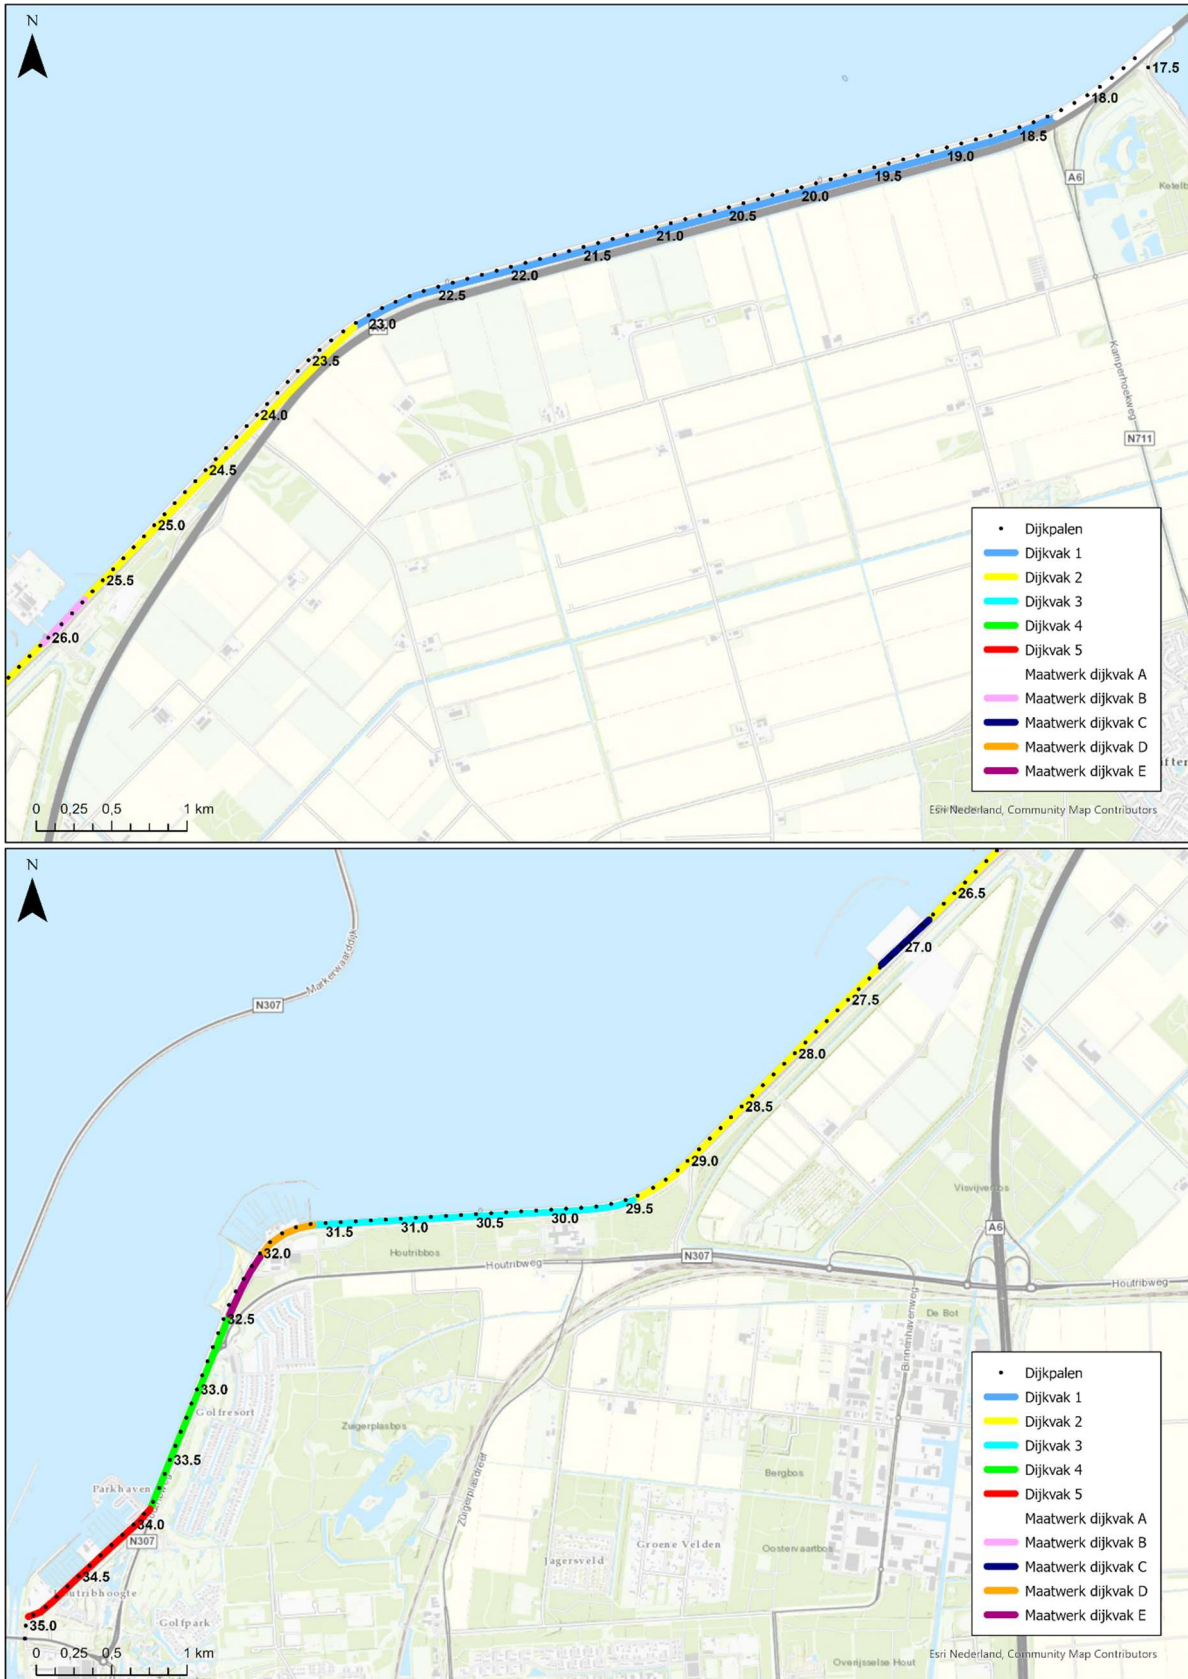 N
17.5
18.0
18.5
19.0
A6
19.5
20.0
20.5
21.0
21.5
22.0
22.5
23.0
23.5
24.0
Kamperhoekweg
N711
24.5
25.0
25.5
26.0
Dijkpalen
Dijkvak 1
Dijkvak 2
Dijkvak 3
Dijkvak 4
Dijkvak 5
Maatwerk dijkvak A
Maatwerk dijkvak B
Maatwerk dijkvak C
Maatwerk dijkvak D
Maatwerk dijkvak E
0 0,25 0,5 1 km
Esri Nederland, Community Map Contributors
N
26.5
27.0
Markerwaarddijk
N307
27.5
28.0
28.5
29.0
29.5
30.0
30.5
31.0
31.5
32.0
Visvijverbos
A6
Houtribbos
Houtribweg
N307
Houtribweg
32.5
Binnenhavenweg
De Bot
33.0
Golfresort
Zuigerplasbos
33.5
Zuigerplasdreef
Bergbos
Parkhaven
34.0
N307
Groene Velden
Oostervaartbos
Jagersveld
34.5
Houtribhoogte
Golfpark
35.0
Dijkpalen
Dijkvak 1
Dijkvak 2
Dijkvak 3
Dijkvak 4
Dijkvak 5
Maatwerk dijkvak A
Maatwerk dijkvak B
Maatwerk dijkvak C
Maatwerk dijkvak D
Maatwerk dijkvak E
0 0,25 0,5 1 km
Overijsselse Hout
Esri Nederland, Community Map Contributors